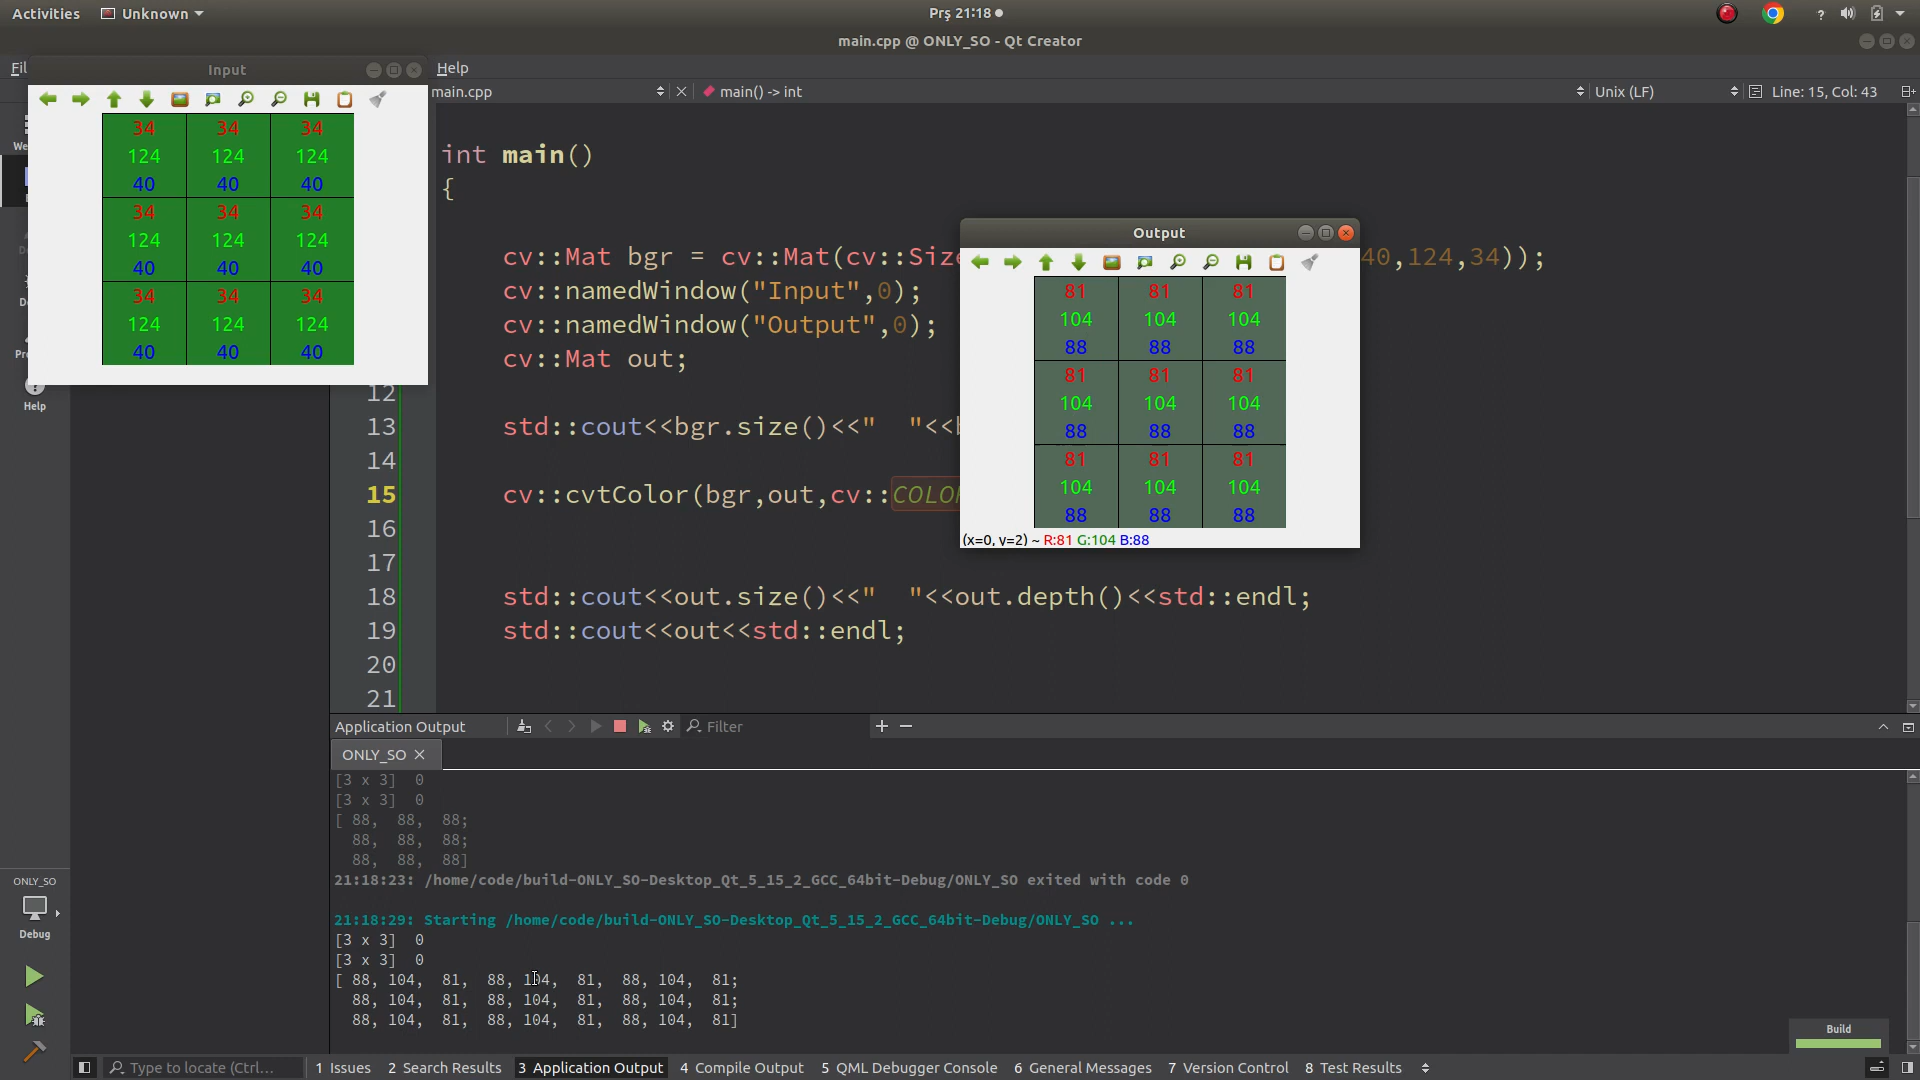 Activities Unknown Prş 21:18
main.cpp @ ONLY_SO - Qt Creator
Fil Help
main.cpp main() -> int Unix (LF) Line: 15, Col: 43
Input
34 34 34
124 124 124
40 40 40
34 34 34
124 124 124
40 40 40
34 34 34
124 124 124
40 40 40
Help
int main()
{
cv::Mat bgr = cv::Mat(cv::Size 40,124,34));
cv::namedWindow("Input",0);
cv::namedWindow("Output",0);
cv::Mat out;
12
13 std::cout<<bgr.size()<<"  "<<b
14
15 cv::cvtColor(bgr,out,cv::COLOR
16
17
18 std::cout<<out.size()<<"  "<<out.depth()<<std::endl;
19 std::cout<<out<<std::endl;
20
21
Output
81 81 81
104 104 104
88 88 88
81 81 81
104 104 104
88 88 88
81 81 81
104 104 104
88 88 88
(x=0, y=2) ~ R:81 G:104 B:88
Application Output Filter
ONLY_SO
[3 x 3]  0
[3 x 3]  0
[ 88,  88,  88;
88,  88,  88;
88,  88,  88]
21:18:23: /home/code/build-ONLY_SO-Desktop_Qt_5_15_2_GCC_64bit-Debug/ONLY_SO exited with code 0
21:18:29: Starting /home/code/build-ONLY_SO-Desktop_Qt_5_15_2_GCC_64bit-Debug/ONLY_SO ...
[3 x 3]  0
[3 x 3]  0
[ 88, 104,  81,  88, 104,  81,  88, 104,  81;
88, 104,  81,  88, 104,  81,  88, 104,  81;
88, 104,  81,  88, 104,  81,  88, 104,  81]
ONLY_SO
Debug
Build
Type to locate (Ctrl... 1 Issues 2 Search Results 3 Application Output 4 Compile Output 5 QML Debugger Console 6 General Messages 7 Version Control 8 Test Results